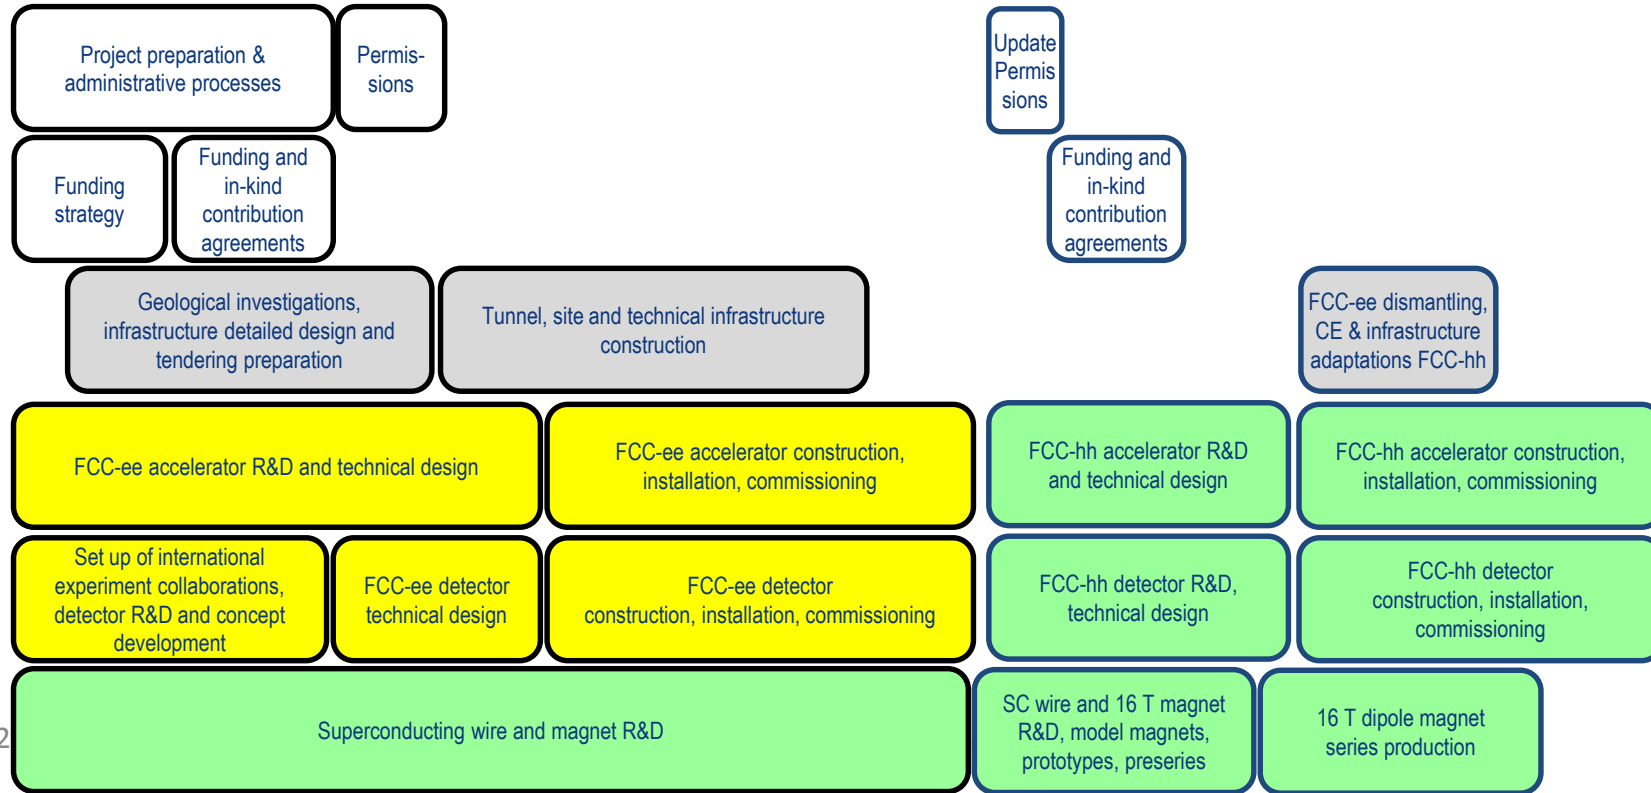 Project preparation &
administrative processes
Permis-
sions
Update
Permis
sions
Funding
strategy
Funding and
in-kind
contribution
agreements
Funding and
in-kind
contribution
agreements
Geological investigations,
infrastructure detailed design and
tendering preparation
Tunnel, site and technical infrastructure
construction
FCC-ee dismantling,
CE & infrastructure
adaptations FCC-hh
FCC-ee accelerator R&D and technical design
FCC-ee accelerator construction,
installation, commissioning
FCC-hh accelerator R&D
and technical design
FCC-hh accelerator construction,
installation, commissioning
Set up of international
experiment collaborations,
detector R&D and concept
development
FCC-ee detector
technical design
FCC-ee detector
construction, installation, commissioning
FCC-hh detector R&D,
technical design
FCC-hh detector
construction, installation,
commissioning
Superconducting wire and magnet R&D
SC wire and 16 T magnet
R&D, model magnets,
prototypes, preseries
16 T dipole magnet
series production
2